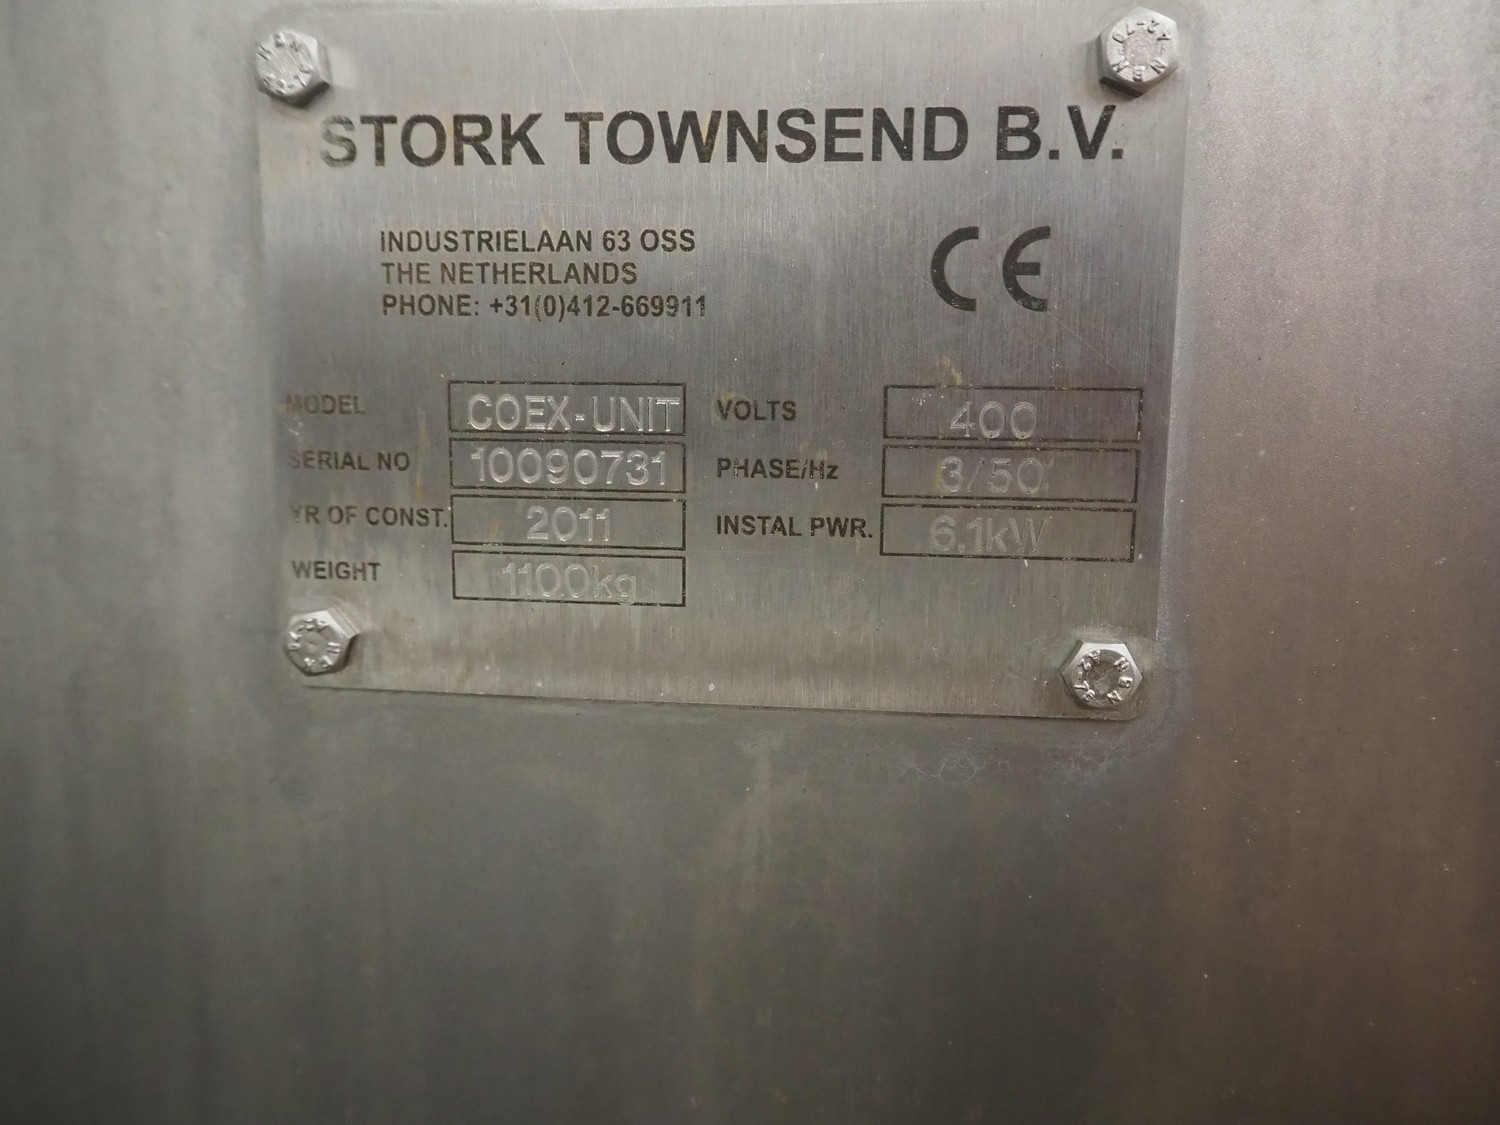 STORK TOWNSEND B.V.
INDUSTRIELAAN 63 OSS
THE NETHERLANDS
PHONE: +31(0)412-669911
CE
MODEL COEX-UNIT VOLTS 400
SERIAL NO 10090731 PHASE/Hz 3/50
YR OF CONST. 2011 INSTAL PWR. 6.1kW
WEIGHT 1100kg